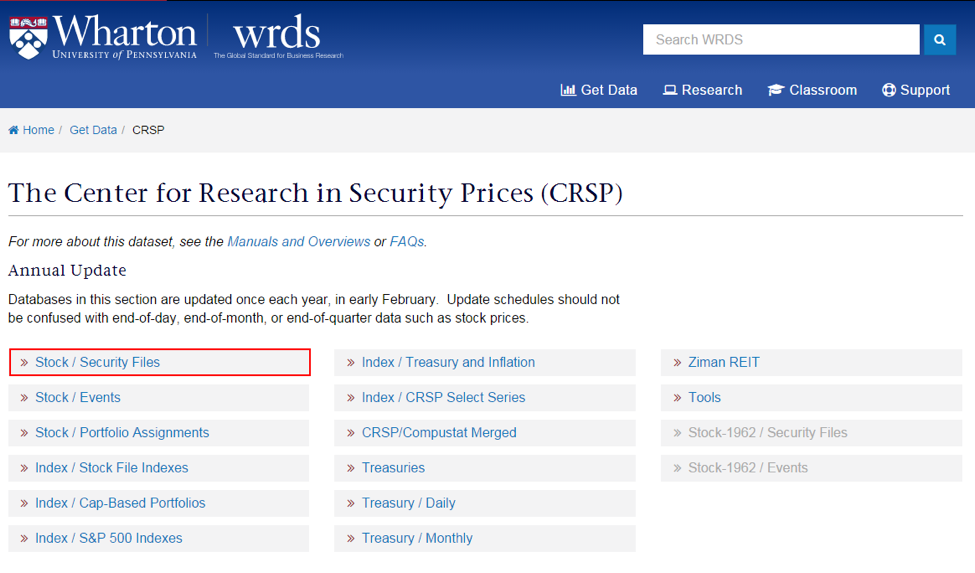 Wharton
UNIVERSITY of PENNSYLVANIA
wrds
The Global Standard for Business Research
Search WRDS
Get Data Research Classroom Support
Home / Get Data / CRSP
The Center for Research in Security Prices (CRSP)
For more about this dataset, see the Manuals and Overviews or FAQs.
Annual Update
Databases in this section are updated once each year, in early February. Update schedules should not
be confused with end-of-day, end-of-month, or end-of-quarter data such as stock prices.
» Stock / Security Files
» Stock / Events
» Stock / Portfolio Assignments
» Index / Stock File Indexes
» Index / Cap-Based Portfolios
» Index / S&P 500 Indexes
» Index / Treasury and Inflation
» Index / CRSP Select Series
» CRSP/Compustat Merged
» Treasuries
» Treasury / Daily
» Treasury / Monthly
» Ziman REIT
» Tools
» Stock-1962 / Security Files
» Stock-1962 / Events